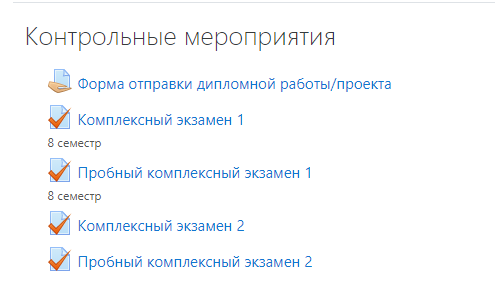 Контрольные мероприятия
Форма отправки дипломной работы/проекта
Комплексный экзамен 1
8 семестр
Пробный комплексный экзамен 1
8 семестр
Комплексный экзамен 2
Пробный комплексный экзамен 2